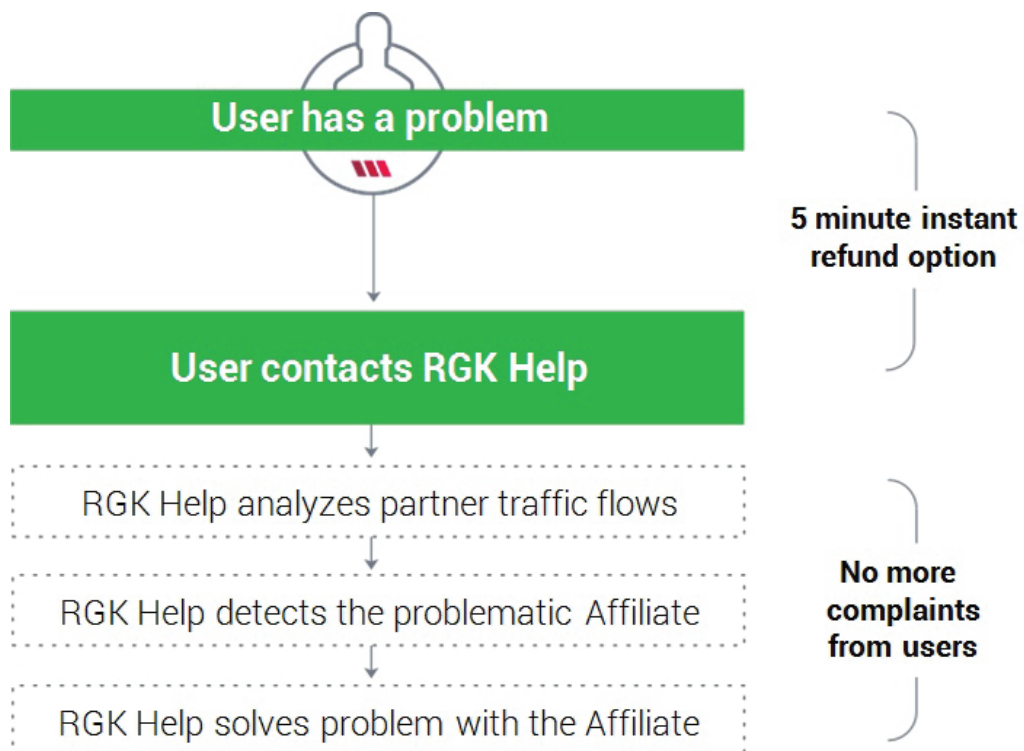 User has a problem
5 minute instant
refund option
User contacts RGK Help
RGK Help analyzes partner traffic flows
RGK Help detects the problematic Affiliate
RGK Help solves problem with the Affiliate
No more
complaints
from users